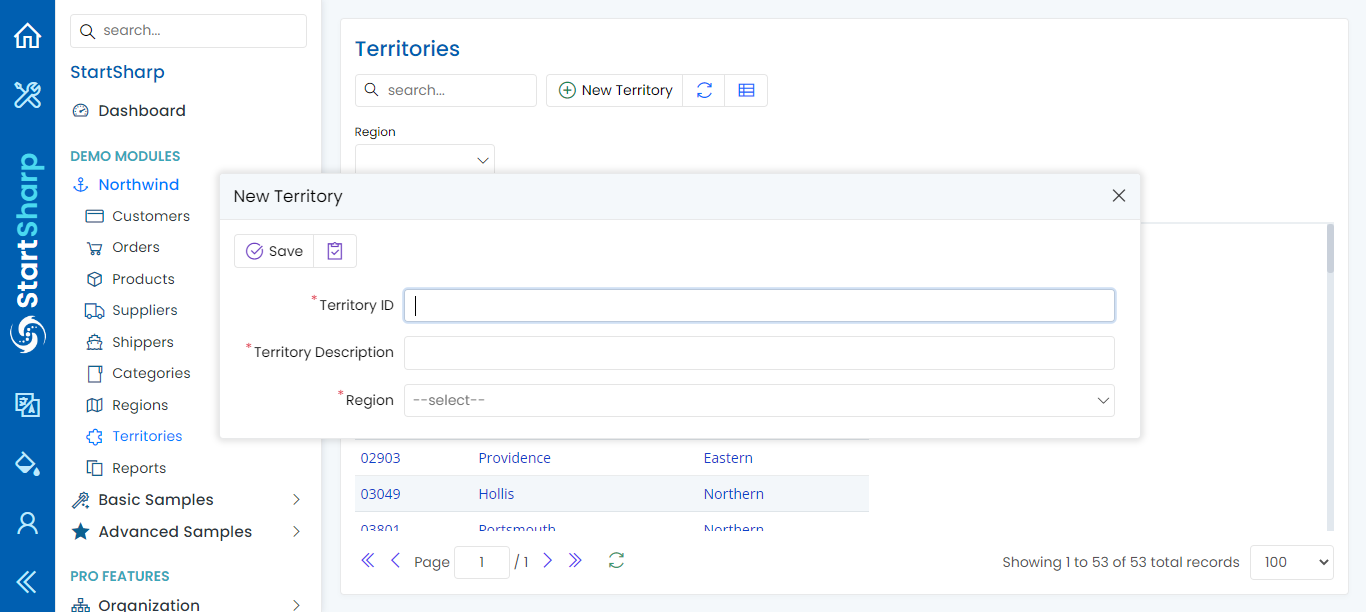 search...
StartSharp
Dashboard
DEMO MODULES
Northwind
Customers
Orders
Products
Suppliers
Shippers
Categories
Regions
Territories
Reports
Basic Samples
Advanced Samples
PRO FEATURES
Organization
StartSharp
Territories
search...
New Territory
Region
New Territory
Save
*Territory ID
*Territory Description
*Region --select--
02903 Providence Eastern
03049 Hollis Northern
03801 Portsmouth Northern
Page 1 / 1
Showing 1 to 53 of 53 total records 100